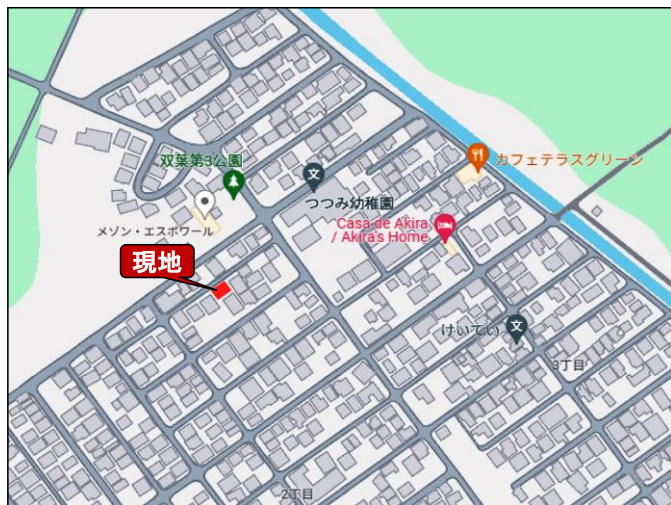 双葉第3公園
つつみ幼稚園
カフェテラスグリーン
メゾン・エスポワール
Casa de Akira
/ Akira's Home
現地
けいてい
3丁目
2丁目